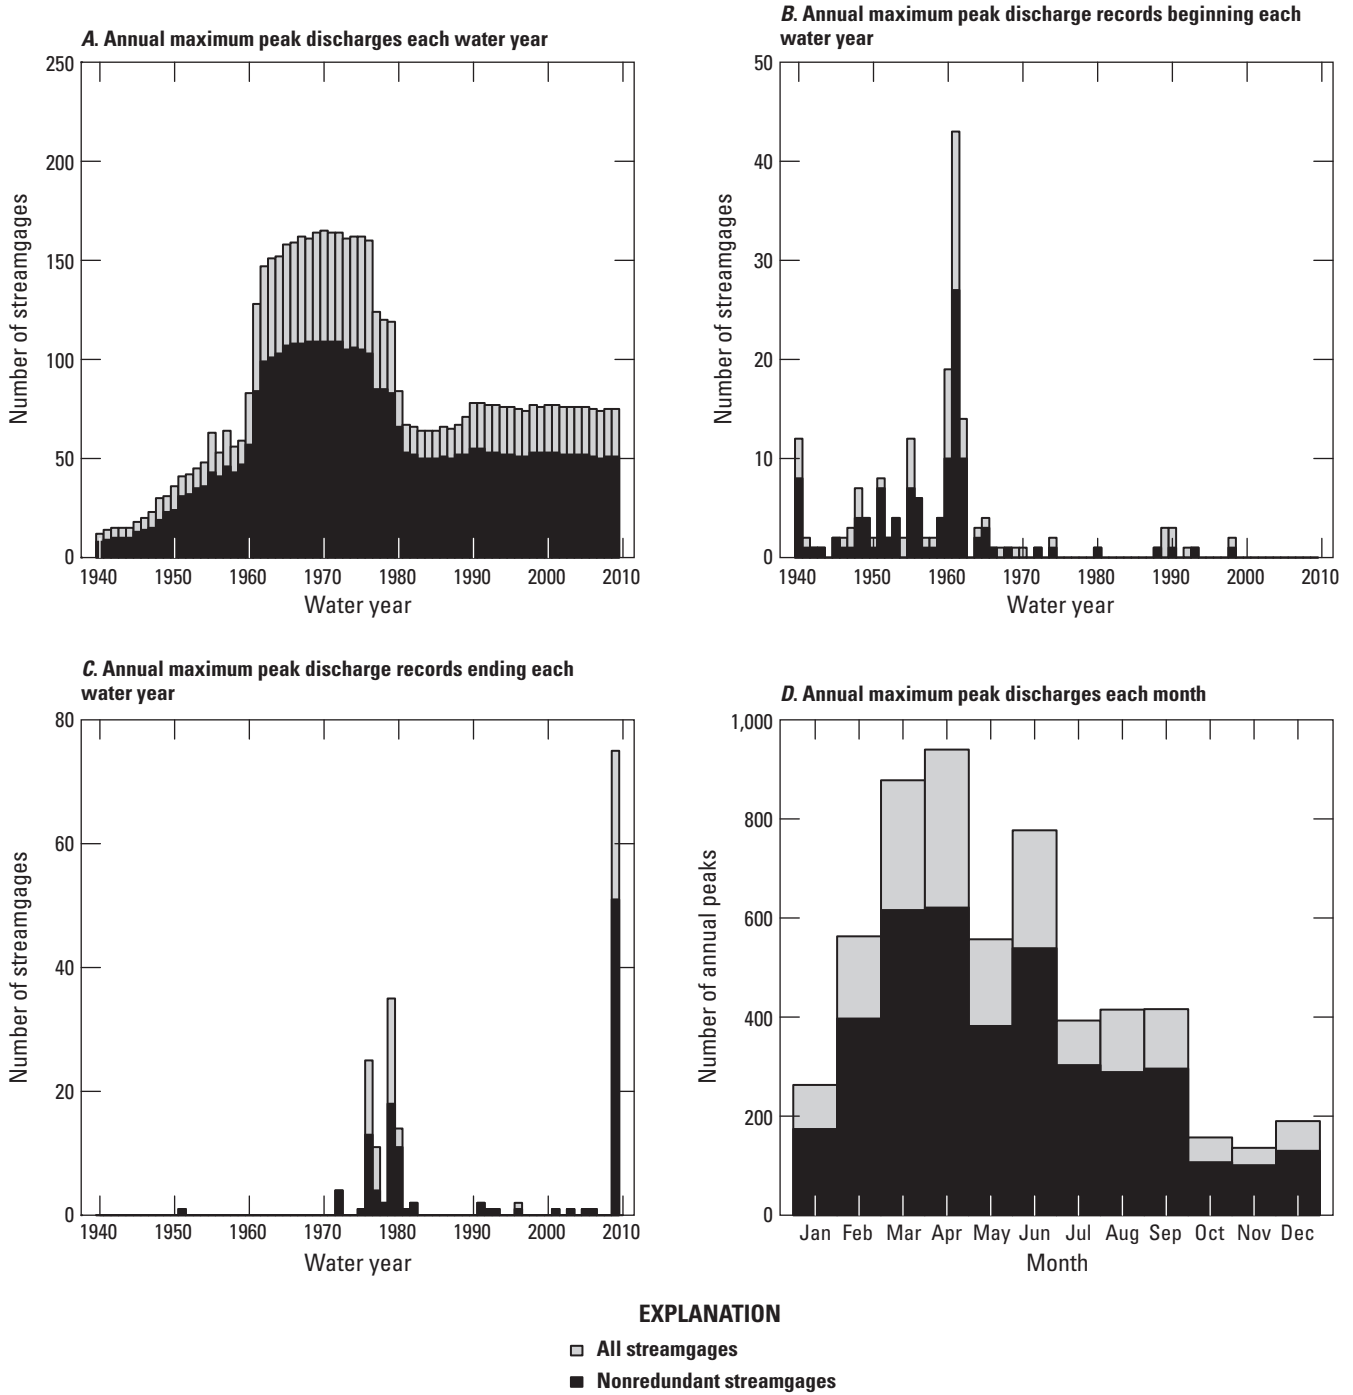 A. Annual maximum peak discharges each water year
250
200
150
100
50
0
Number of streamgages
1940 1950 1960 1970 1980 1990 2000 2010
Water year
B. Annual maximum peak discharge records beginning each
water year
50
40
30
20
10
0
Number of streamgages
1940 1950 1960 1970 1980 1990 2000 2010
Water year
C. Annual maximum peak discharge records ending each
water year
80
60
40
20
0
Number of streamgages
1940 1950 1960 1970 1980 1990 2000 2010
Water year
D. Annual maximum peak discharges each month
1,000
800
600
400
200
0
Number of annual peaks
Jan Feb Mar Apr May Jun Jul Aug Sep Oct Nov Dec
Month
EXPLANATION
All streamgages
Nonredundant streamgages